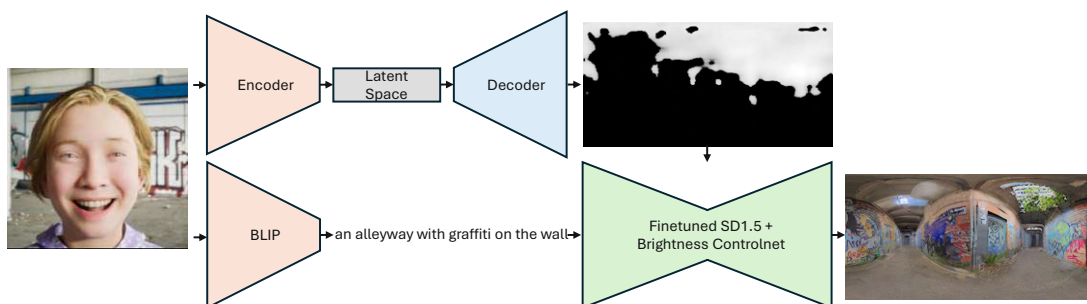 Encoder
Latent
Space
Decoder
BLIP
an alleyway with graffiti on the wall
Finetuned SD1.5 +
Brightness Controlnet